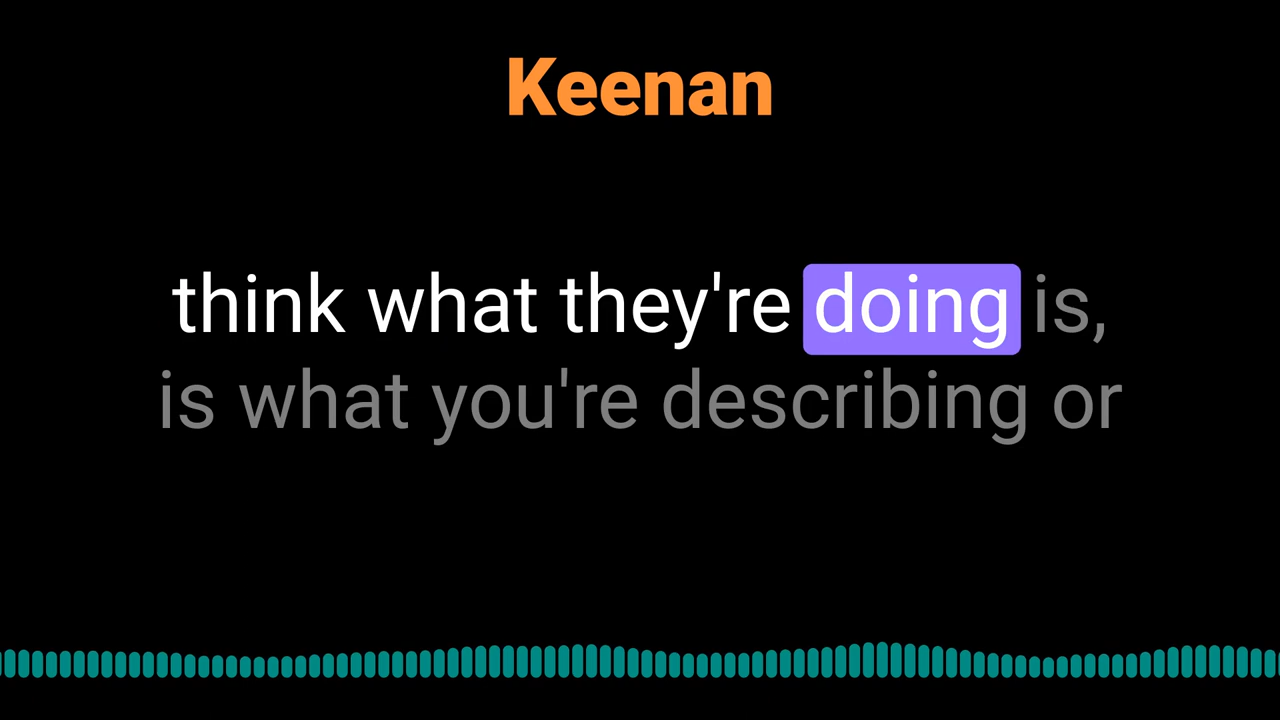 Keenan
think what they're doing is,
is what you're describing or